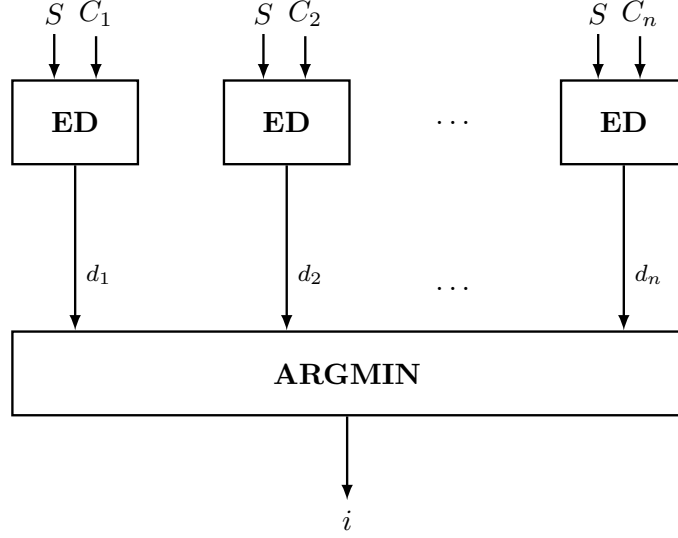 S C₁ S C₂ S Cₙ
ED ED ⋯ ED
d₁ d₂ ⋯ dₙ
ARGMIN
i